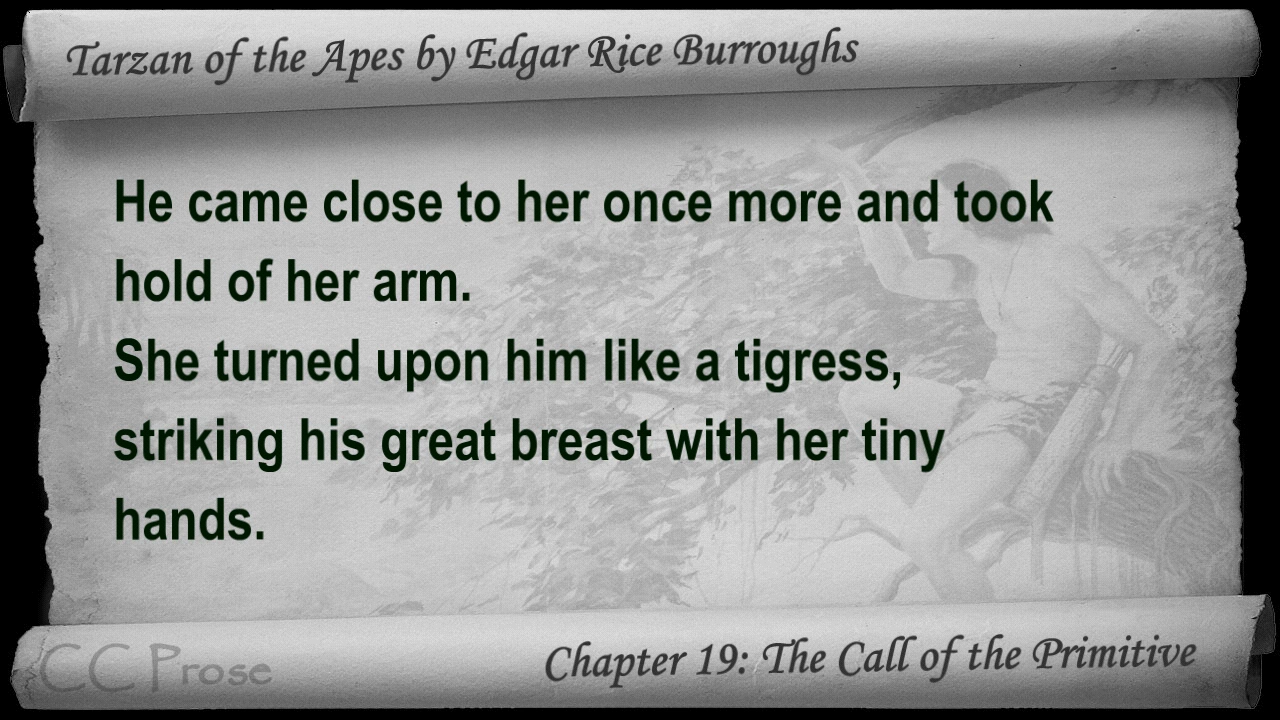 Tarzan of the Apes by Edgar Rice Burroughs
He came close to her once more and took
hold of her arm.
She turned upon him like a tigress,
striking his great breast with her tiny
hands.
CC Prose
Chapter 19: The Call of the Primitive